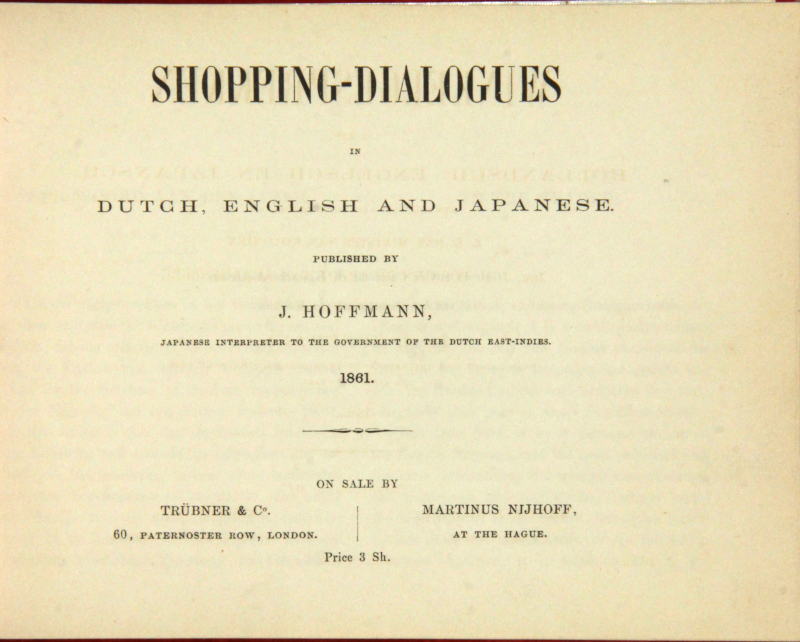 SHOPPING-DIALOGUES
IN
DUTCH, ENGLISH AND JAPANESE.
PUBLISHED BY
J. HOFFMANN,
JAPANESE INTERPRETER TO THE GOVERNMENT OF THE DUTCH EAST-INDIES.
1861.
ON SALE BY
TRÜBNER & Co.
60, PATERNOSTER ROW, LONDON.
MARTINUS NIJHOFF,
AT THE HAGUE.
Price 3 Sh.